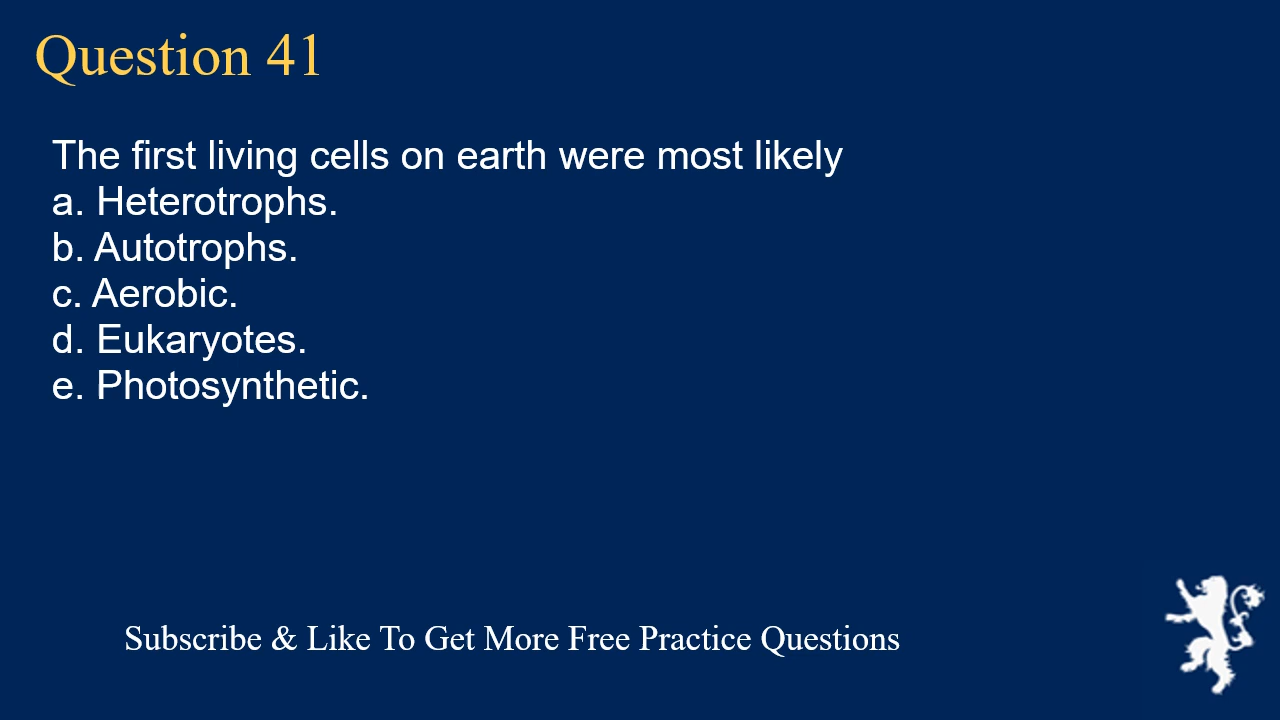 Question 41
The first living cells on earth were most likely
a. Heterotrophs.
b. Autotrophs.
c. Aerobic.
d. Eukaryotes.
e. Photosynthetic.
Subscribe & Like To Get More Free Practice Questions